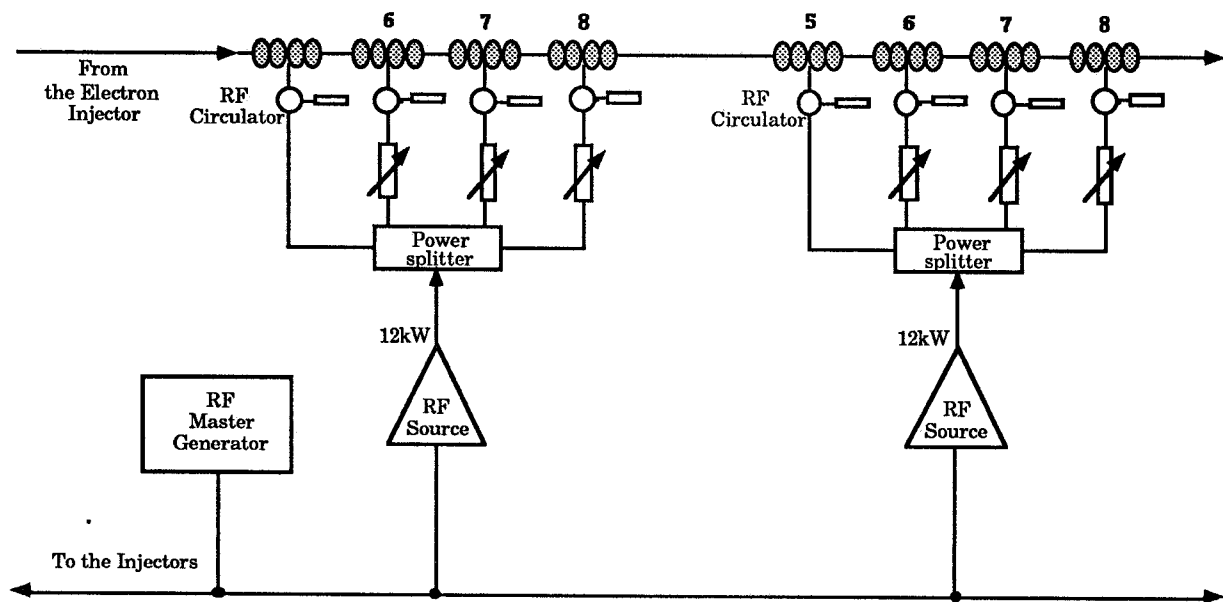 6 7 8 5 6 7 8
From
the Electron
Injector
RF
Circulator
RF
Circulator
Power
splitter
Power
splitter
12kW
12kW
RF
Master
Generator
RF
Source
RF
Source
To the Injectors